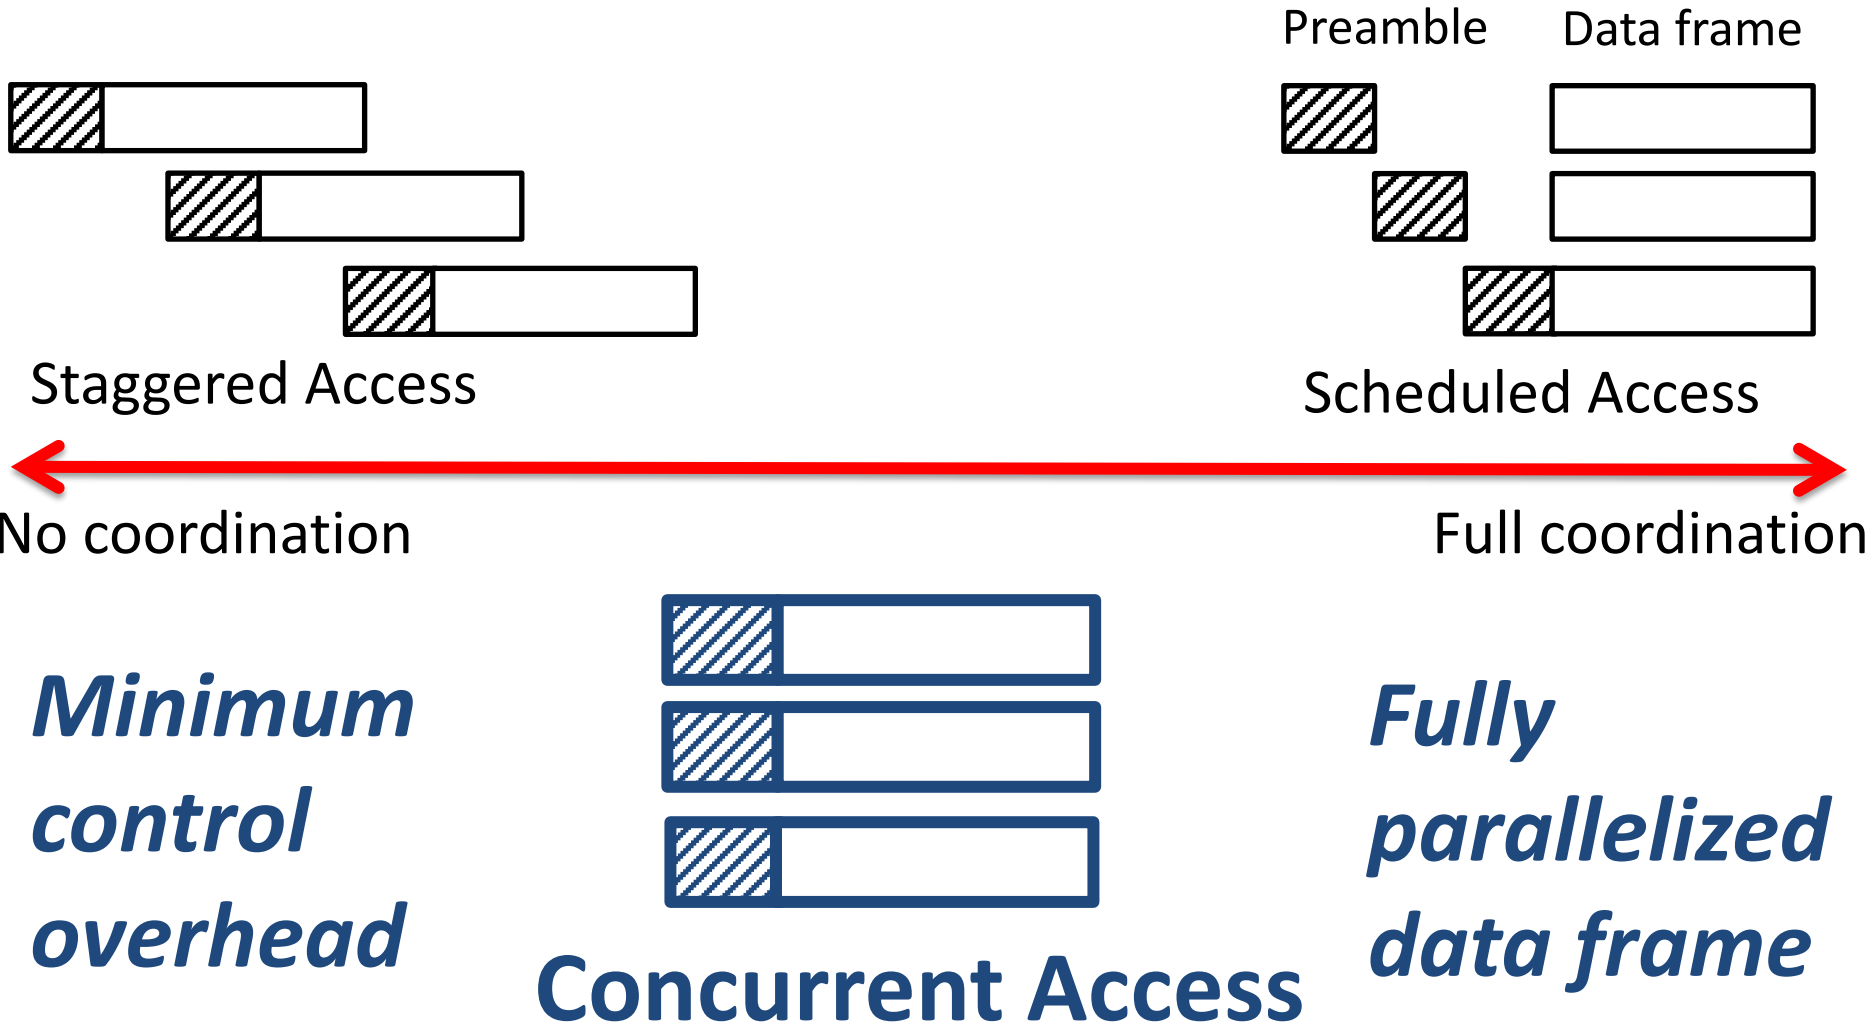 Preamble Data frame
Staggered Access
Scheduled Access
No coordination
Full coordination
Minimum
control
overhead
Fully
parallelized
data frame
Concurrent Access